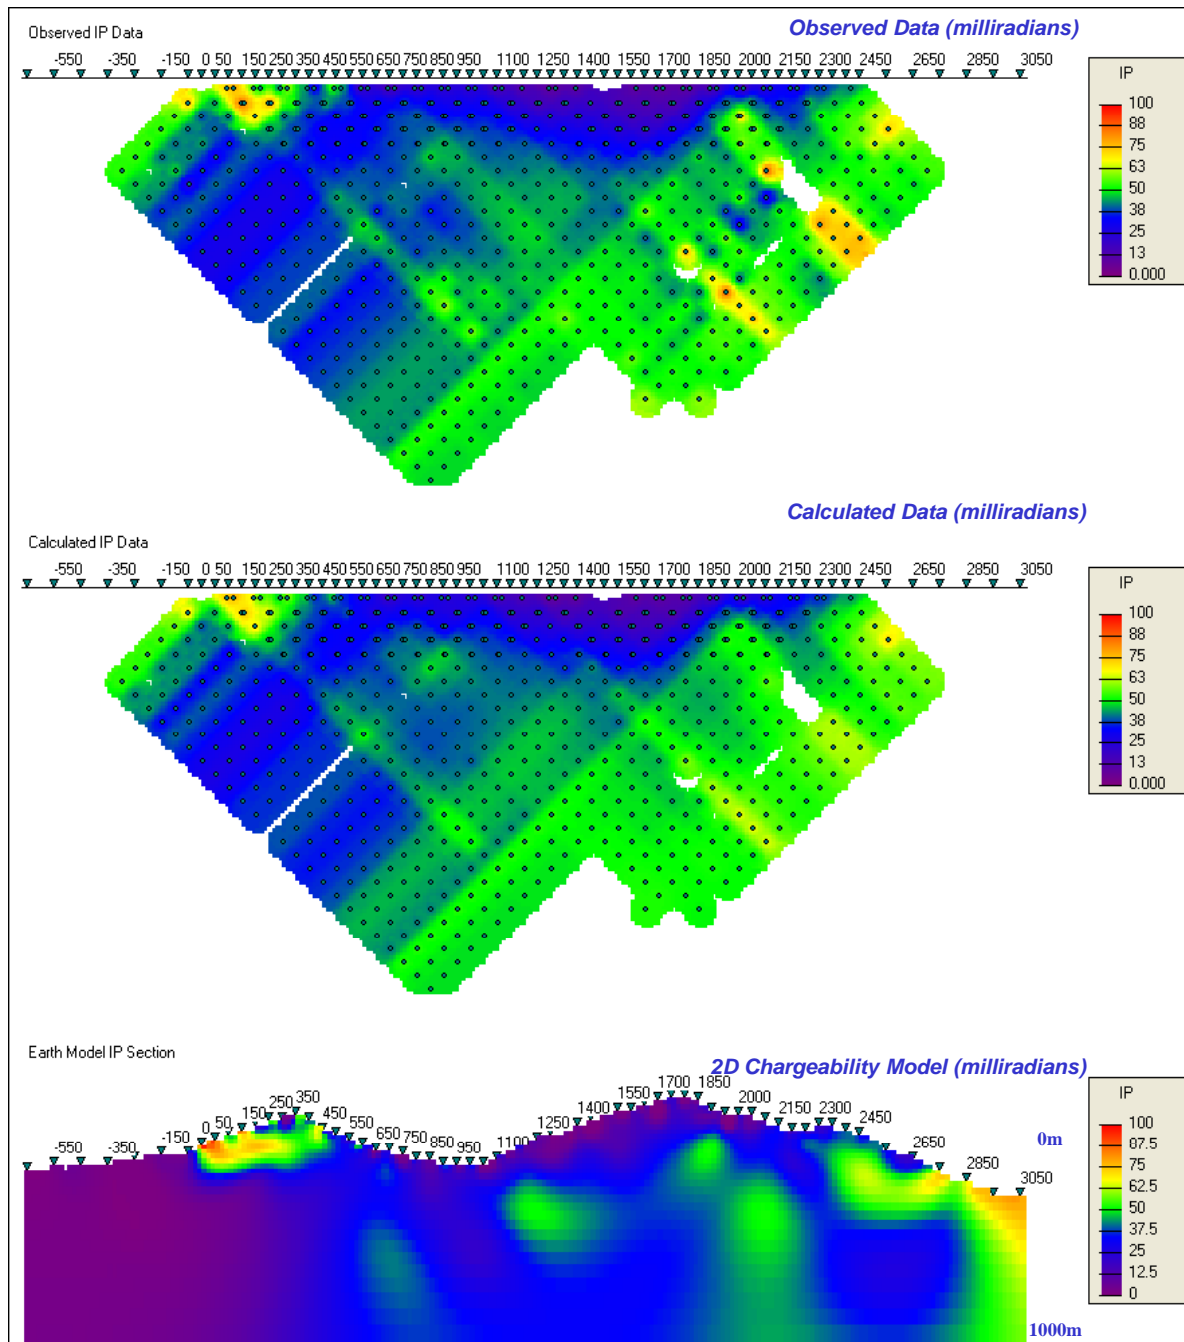 Observed Data (milliradians)
Observed IP Data
-550 -350 -150 0 50 150 250 350 450 550 650 750 850 950 1100 1250 1400 1550 1700 1850 2000 2150 2300 2450 2650 2850 3050
IP
100
88
75
63
50
38
25
13
0.000
Calculated Data (milliradians)
Calculated IP Data
-550 -350 -150 0 50 150 250 350 450 550 650 750 850 950 1100 1250 1400 1550 1700 1850 2000 2150 2300 2450 2650 2850 3050
IP
100
88
75
63
50
38
25
13
0.000
Earth Model IP Section
2D Chargeability Model (milliradians)
-550 -350 -150 0 50 150 250 350 450 550 650 750 850 950 1100 1250 1400 1550 1700 1850 2000 2150 2300 2450 2650 2850 3050
IP
100
87.5
75
62.5
50
37.5
25
12.5
0
0m
1000m